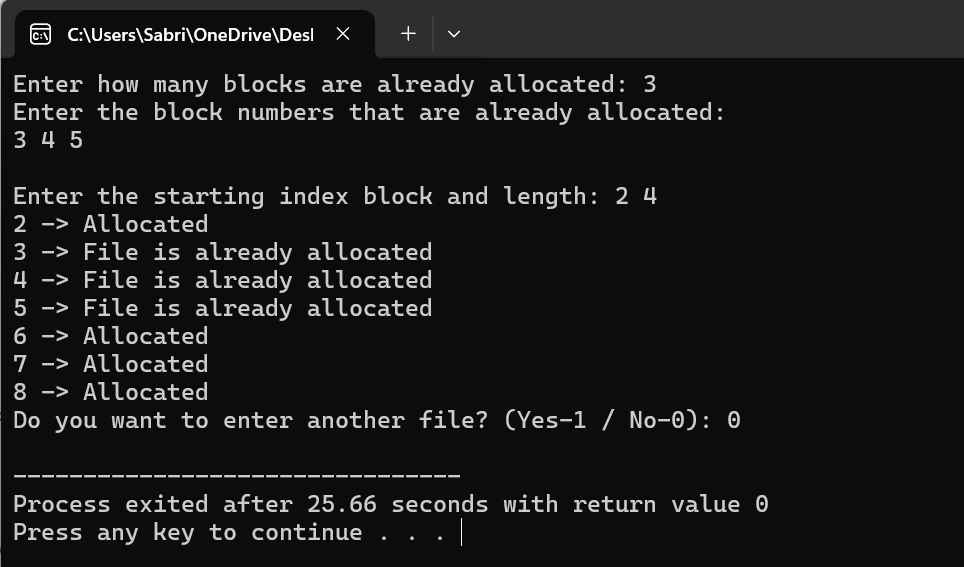 C:\Users\Sabri\OneDrive\Desl
Enter how many blocks are already allocated: 3
Enter the block numbers that are already allocated:
3 4 5
Enter the starting index block and length: 2 4
2 -> Allocated
3 -> File is already allocated
4 -> File is already allocated
5 -> File is already allocated
6 -> Allocated
7 -> Allocated
8 -> Allocated
Do you want to enter another file? (Yes-1 / No-0): 0
--------------------------------
Process exited after 25.66 seconds with return value 0
Press any key to continue . . .